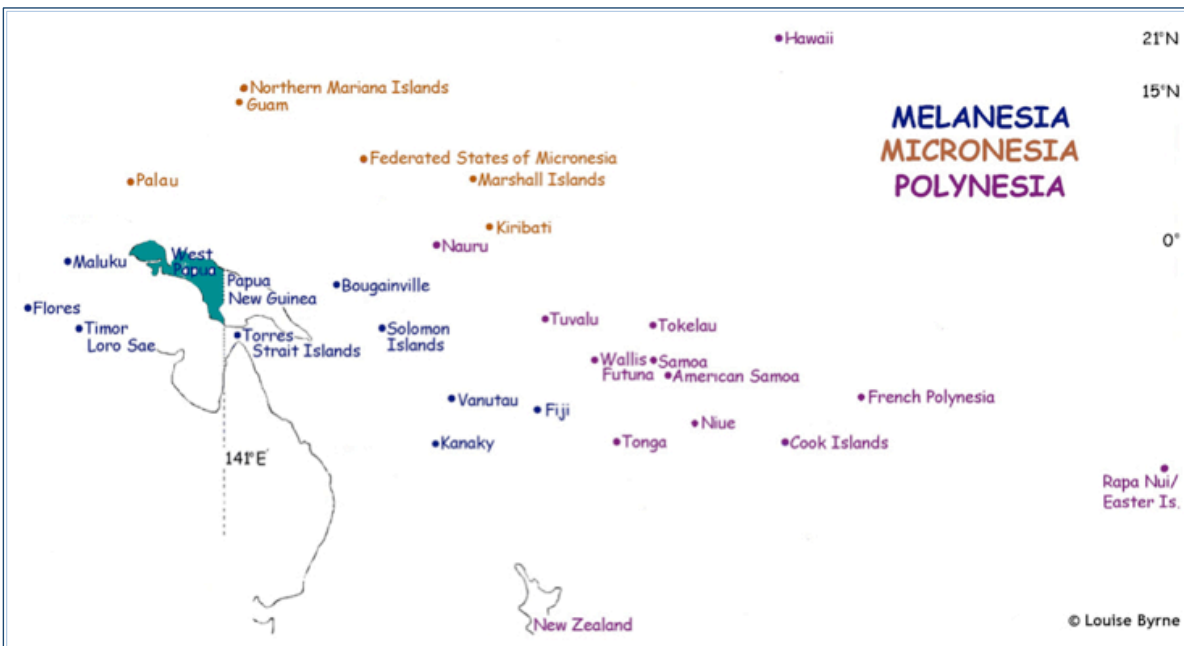 Hawaii
21°N
Northern Mariana Islands
15°N
Guam
MELANESIA
MICRONESIA
POLYNESIA
Federated States of Micronesia
Marshall Islands
Palau
Kiribati
Nauru
0°
West
Papua
Maluku
Papua
New Guinea
Bougainville
Flores
Timor
Loro Sae
Torres
Strait Islands
Solomon
Islands
Tuvalu
Tokelau
Wallis
Futuna
Samoa
American Samoa
Vanutau
Fiji
French Polynesia
Niue
Kanaky
Tonga
Cook Islands
141°E
Rapa Nui/
Easter Is.
New Zealand
© Louise Byrne